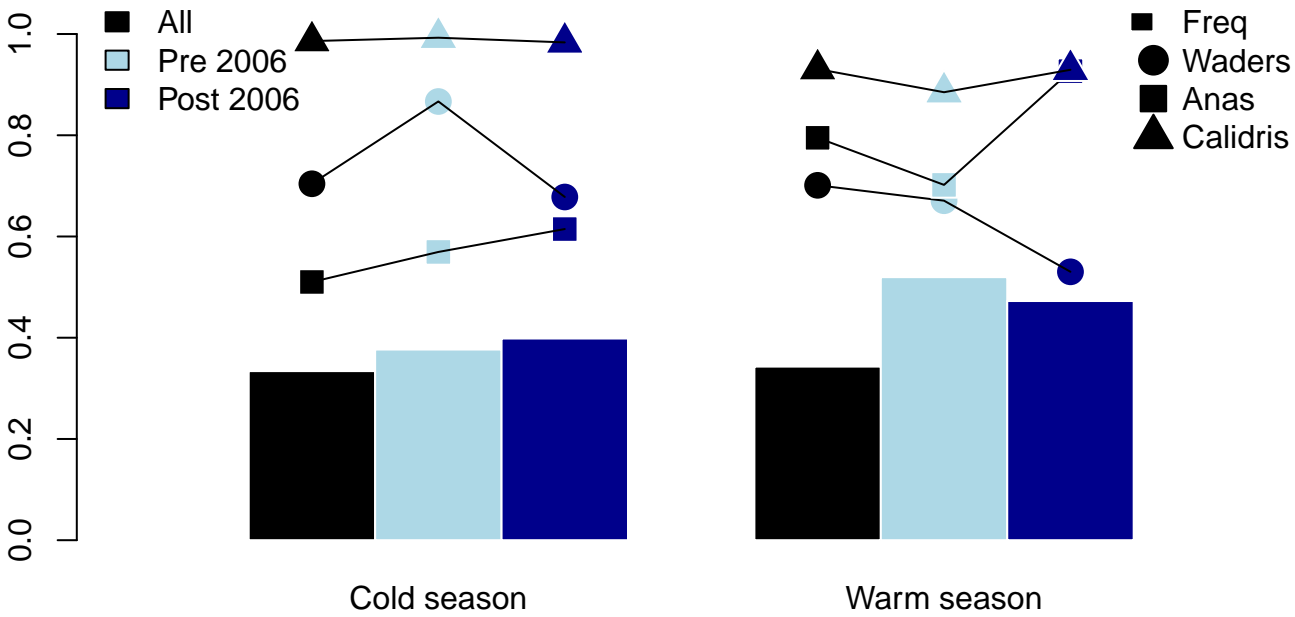 All
Pre 2006
Post 2006
Freq
Waders
Anas
Calidris
1.0
0.8
0.6
0.4
0.2
0.0
Cold season
Warm season